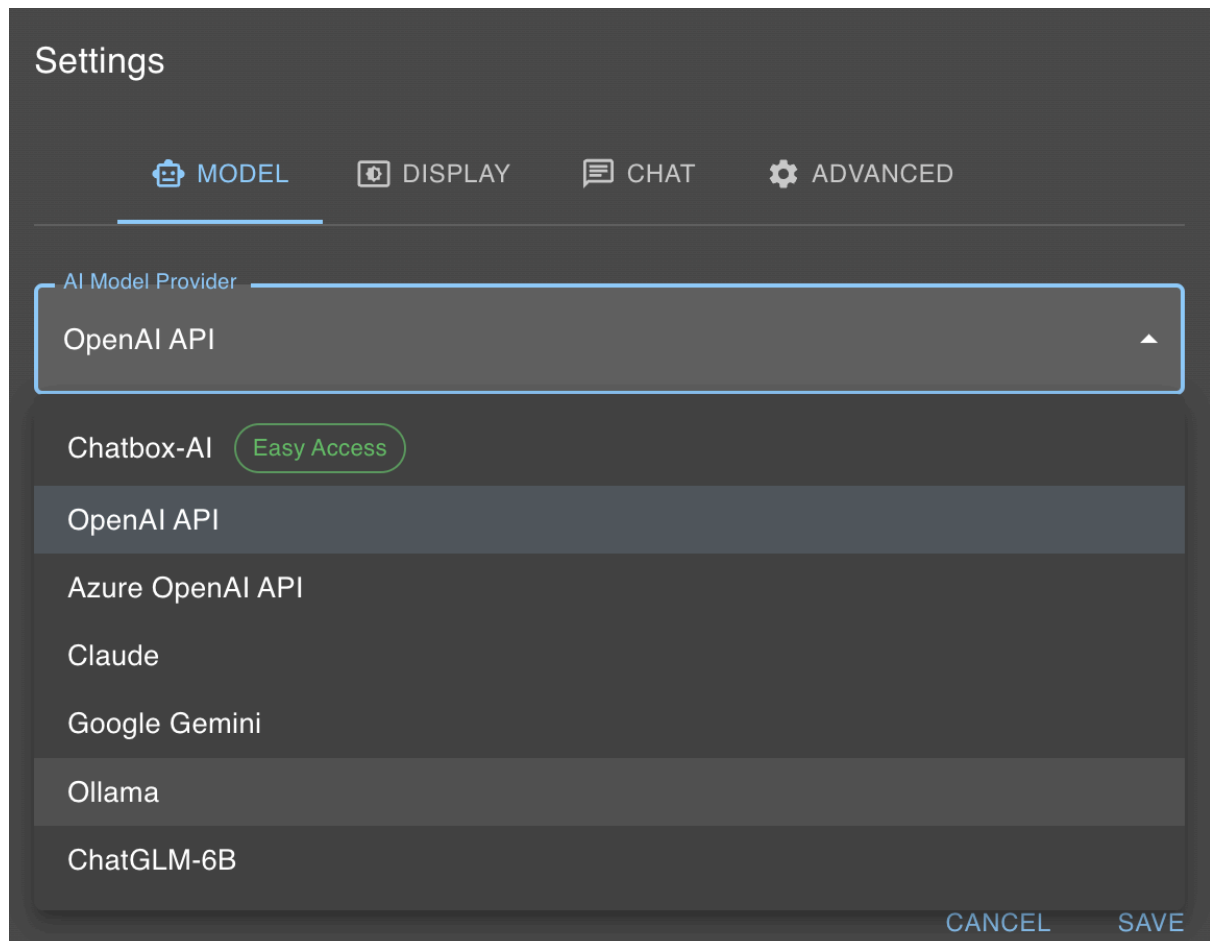 Settings
MODEL DISPLAY CHAT ADVANCED
AI Model Provider
OpenAI API
Chatbox-AI Easy Access
OpenAI API
Azure OpenAI API
Claude
Google Gemini
Ollama
ChatGLM-6B
CANCEL SAVE